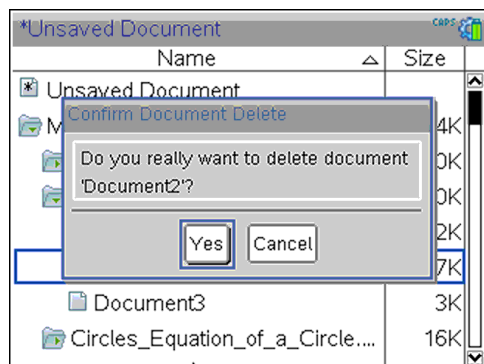 *Unsaved Document CAPS
Name Size
Unsaved Document
Confirm Document Delete
M 4K
Do you really want to delete document
'Document2'?
0K
0K
2K
Yes Cancel
7K
Document3 3K
Circles_Equation_of_a_Circle.... 16K